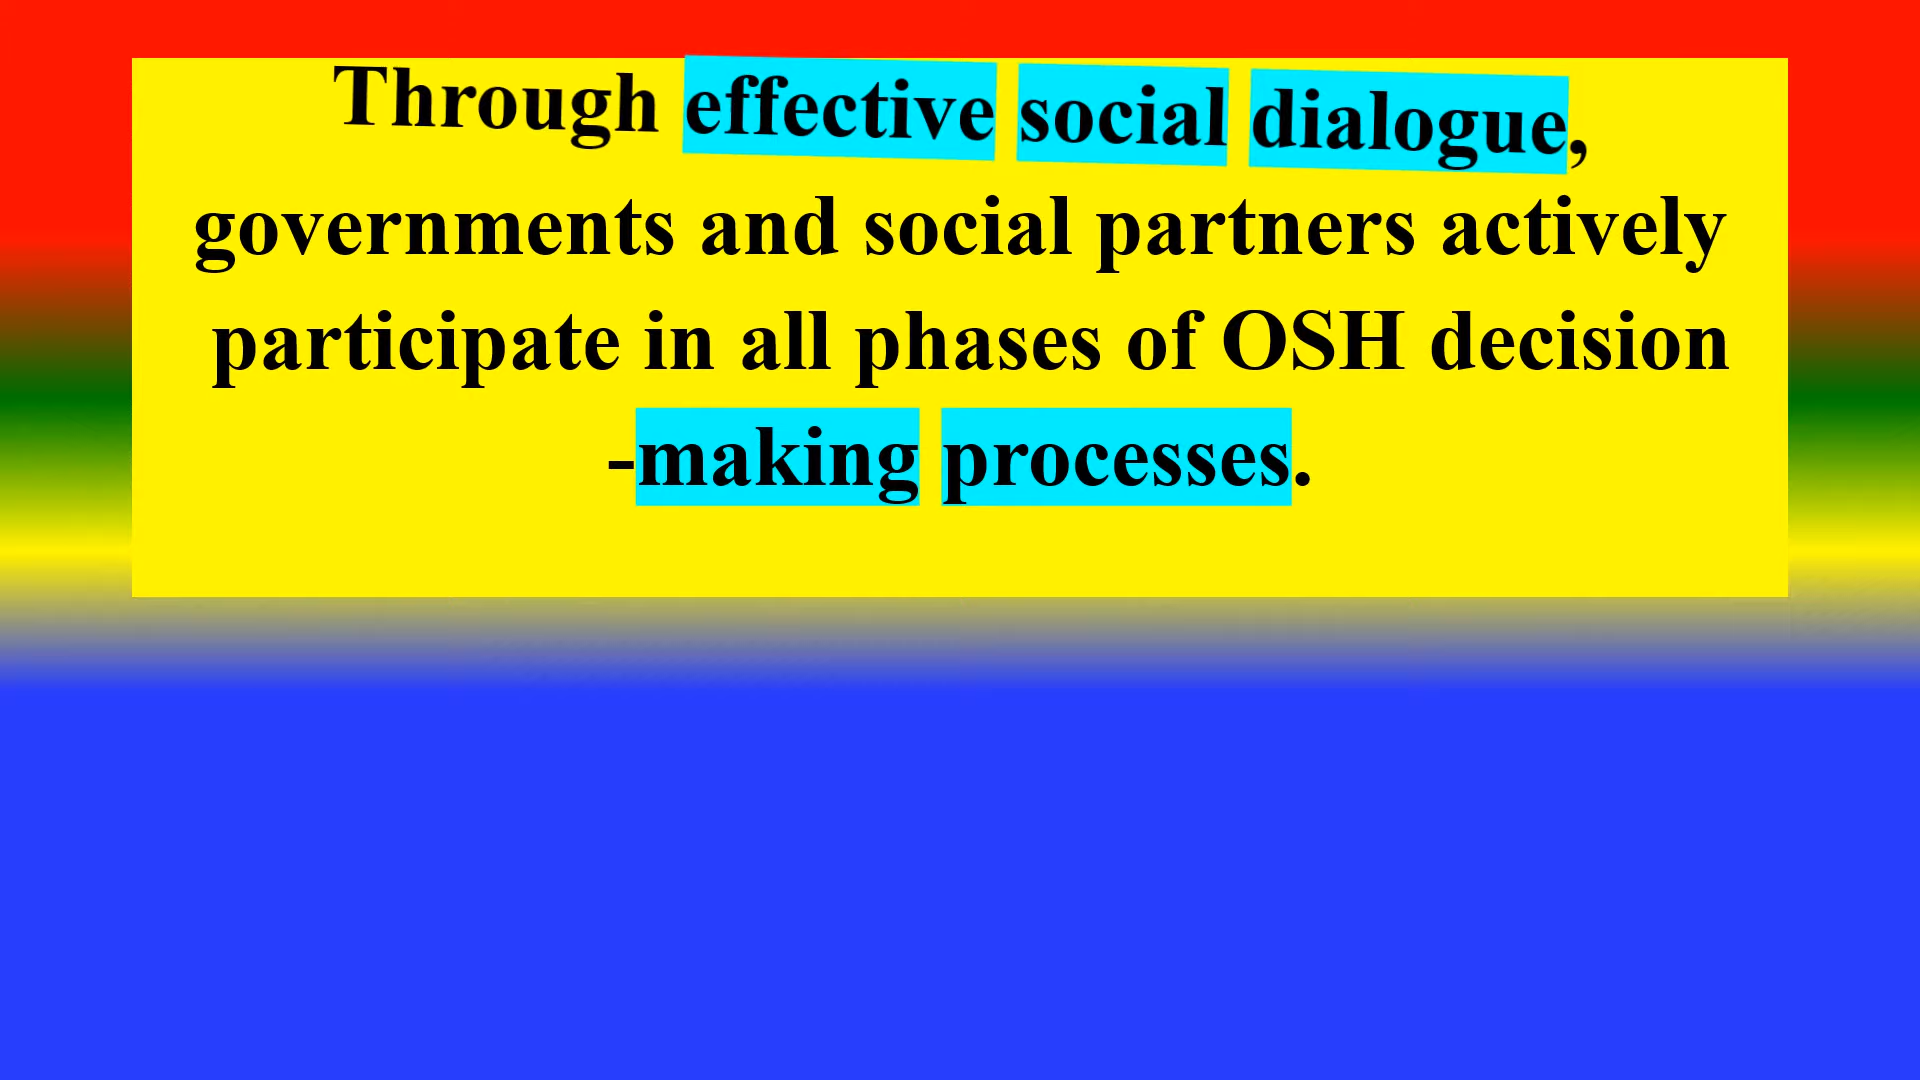 Through effective social dialogue,
governments and social partners actively
participate in all phases of OSH decision
-making processes.